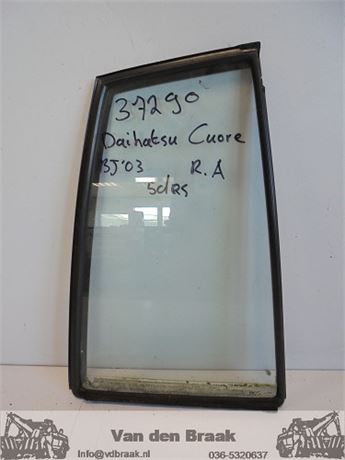 37290
Daihatsu Cuore
BJ'03 R.A
5drs
Van den Braak
Info@vdbraak.nl 036-5320637